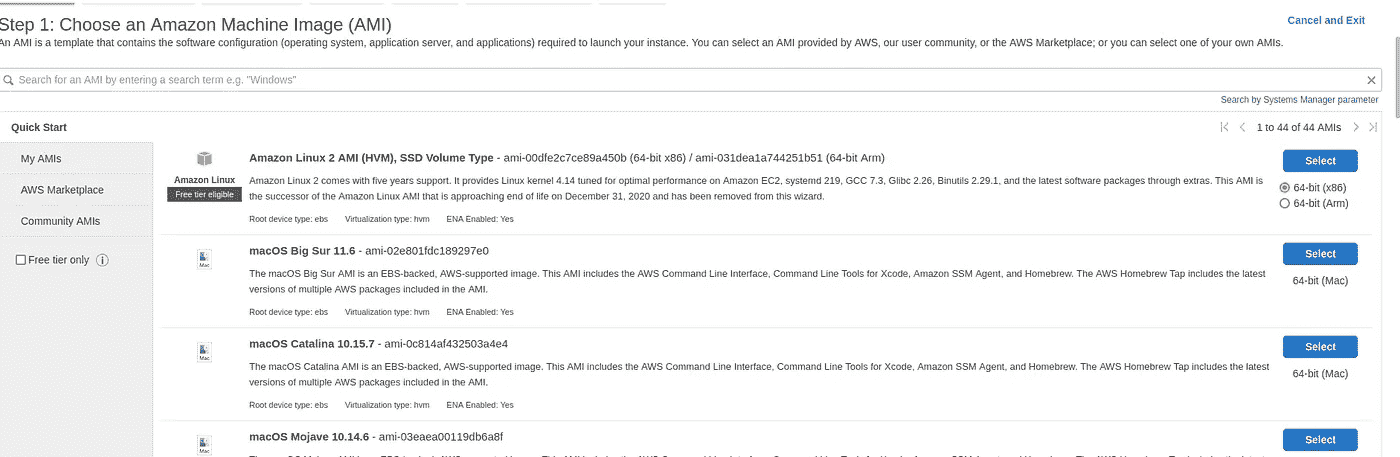 Step 1: Choose an Amazon Machine Image (AMI)
Cancel and Exit
An AMI is a template that contains the software configuration (operating system, application server, and applications) required to launch your instance. You can select an AMI provided by AWS, our user community, or the AWS Marketplace; or you can select one of your own AMIs.
Search for an AMI by entering a search term e.g. "Windows"
Search by Systems Manager parameter
Quick Start
1 to 44 of 44 AMIs
My AMIs
AWS Marketplace
Community AMIs
Free tier only
Amazon Linux
Free tier eligible
Amazon Linux 2 AMI (HVM), SSD Volume Type - ami-00dfe2c7ce89a450b (64-bit x86) / ami-031dea1a744251b51 (64-bit Arm)
Amazon Linux 2 comes with five years support. It provides Linux kernel 4.14 tuned for optimal performance on Amazon EC2, systemd 219, GCC 7.3, Glibc 2.26, Binutils 2.29.1, and the latest software packages through extras. This AMI is
the successor of the Amazon Linux AMI that is approaching end of life on December 31, 2020 and has been removed from this wizard.
Root device type: ebs Virtualization type: hvm ENA Enabled: Yes
Select
64-bit (x86)
64-bit (Arm)
Mac
macOS Big Sur 11.6 - ami-02e801fdc189297e0
The macOS Big Sur AMI is an EBS-backed, AWS-supported image. This AMI includes the AWS Command Line Interface, Command Line Tools for Xcode, Amazon SSM Agent, and Homebrew. The AWS Homebrew Tap includes the latest
versions of multiple AWS packages included in the AMI.
Root device type: ebs Virtualization type: hvm ENA Enabled: Yes
Select
64-bit (Mac)
Mac
macOS Catalina 10.15.7 - ami-0c814af432503a4e4
The macOS Catalina AMI is an EBS-backed, AWS-supported image. This AMI includes the AWS Command Line Interface, Command Line Tools for Xcode, Amazon SSM Agent, and Homebrew. The AWS Homebrew Tap includes the latest
versions of multiple AWS packages included in the AMI.
Root device type: ebs Virtualization type: hvm ENA Enabled: Yes
Select
64-bit (Mac)
Mac
macOS Mojave 10.14.6 - ami-03eaea00119db6a8f
Select